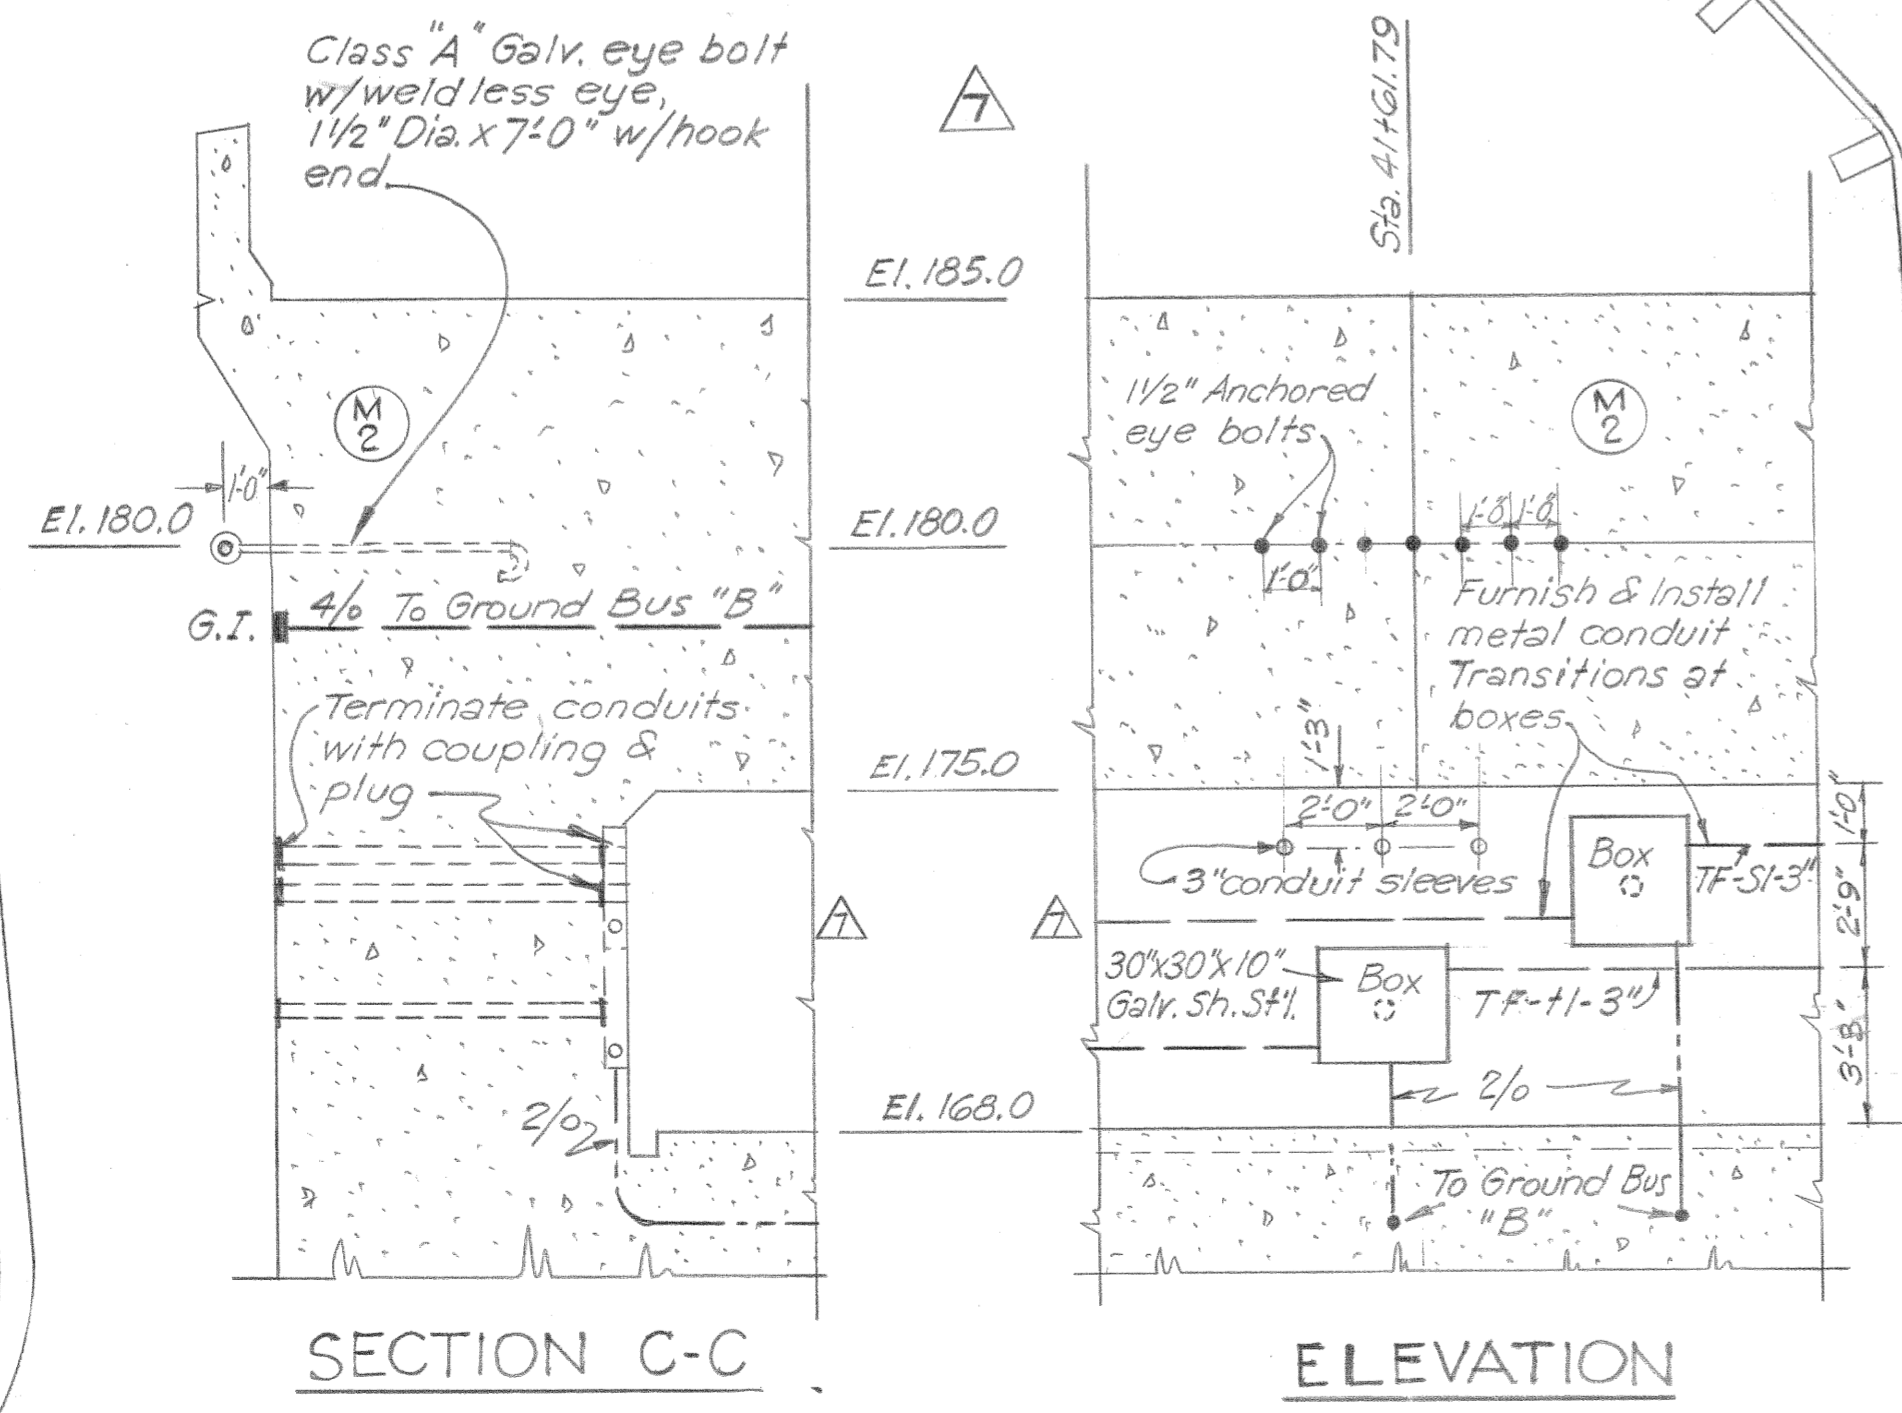 Class "A" Galv. eye bolt
w/weldless eye,
1 1/2" Dia. x 7'-0" w/hook
end.
7
Sta. 41+61.79
El. 185.0
M
2
1'-0"
El. 180.0
G.I.
4/0 To Ground Bus "B"
Terminate conduits
with coupling &
plug
2/0
SECTION C-C
El. 180.0
El. 175.0
7
7
El. 168.0
1 1/2" Anchored
eye bolts
M
2
1'-0" 1'-0"
1'-0"
Furnish & Install
metal conduit
Transitions at
boxes
1'-3"
2'-0" 2'-0"
3" conduit sleeves
Box
TF-S1-3"
1'-0"
2'-9"
3'-8"
30"x30"x10"
Galv. Sh. St'l.
Box
TF-t1-3"
2/0
To Ground Bus
"B"
ELEVATION